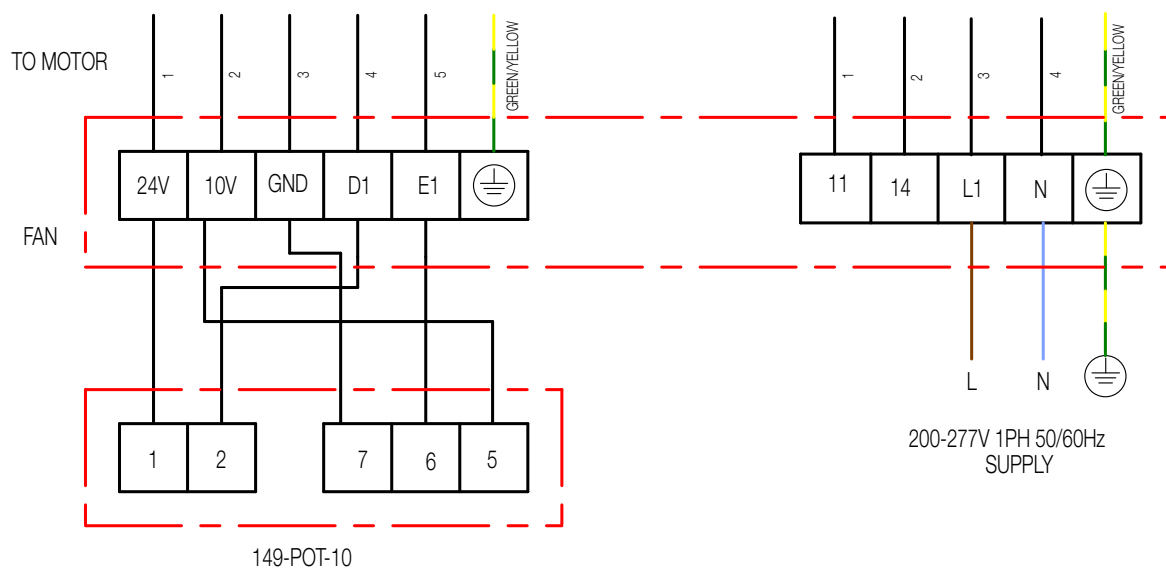 TO MOTOR
1 2 3 4 5 GREEN/YELLOW
1 2 3 4 GREEN/YELLOW
24V 10V GND D1 E1
11 14 L1 N
FAN
L N
1 2 7 6 5
200-277V 1PH 50/60Hz
SUPPLY
149-POT-10